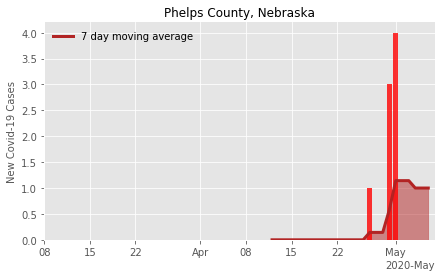 Phelps County, Nebraska
7 day moving average
New Covid-19 Cases
4.0
3.5
3.0
2.5
2.0
1.5
1.0
0.5
0.0
08 15 22 Apr 08 15 22 May
2020-May